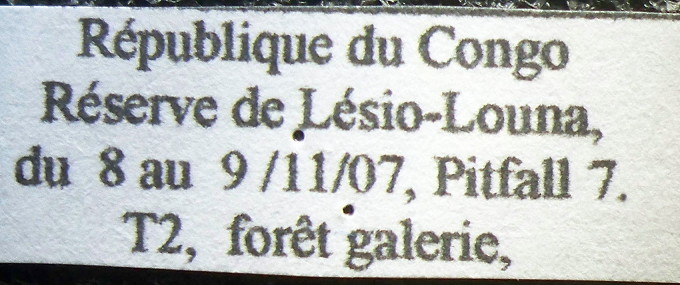 République du Congo
Réserve de Lésio-Louna,
du 8 au 9 /11/07, Pitfall 7.
T2, forêt galerie,